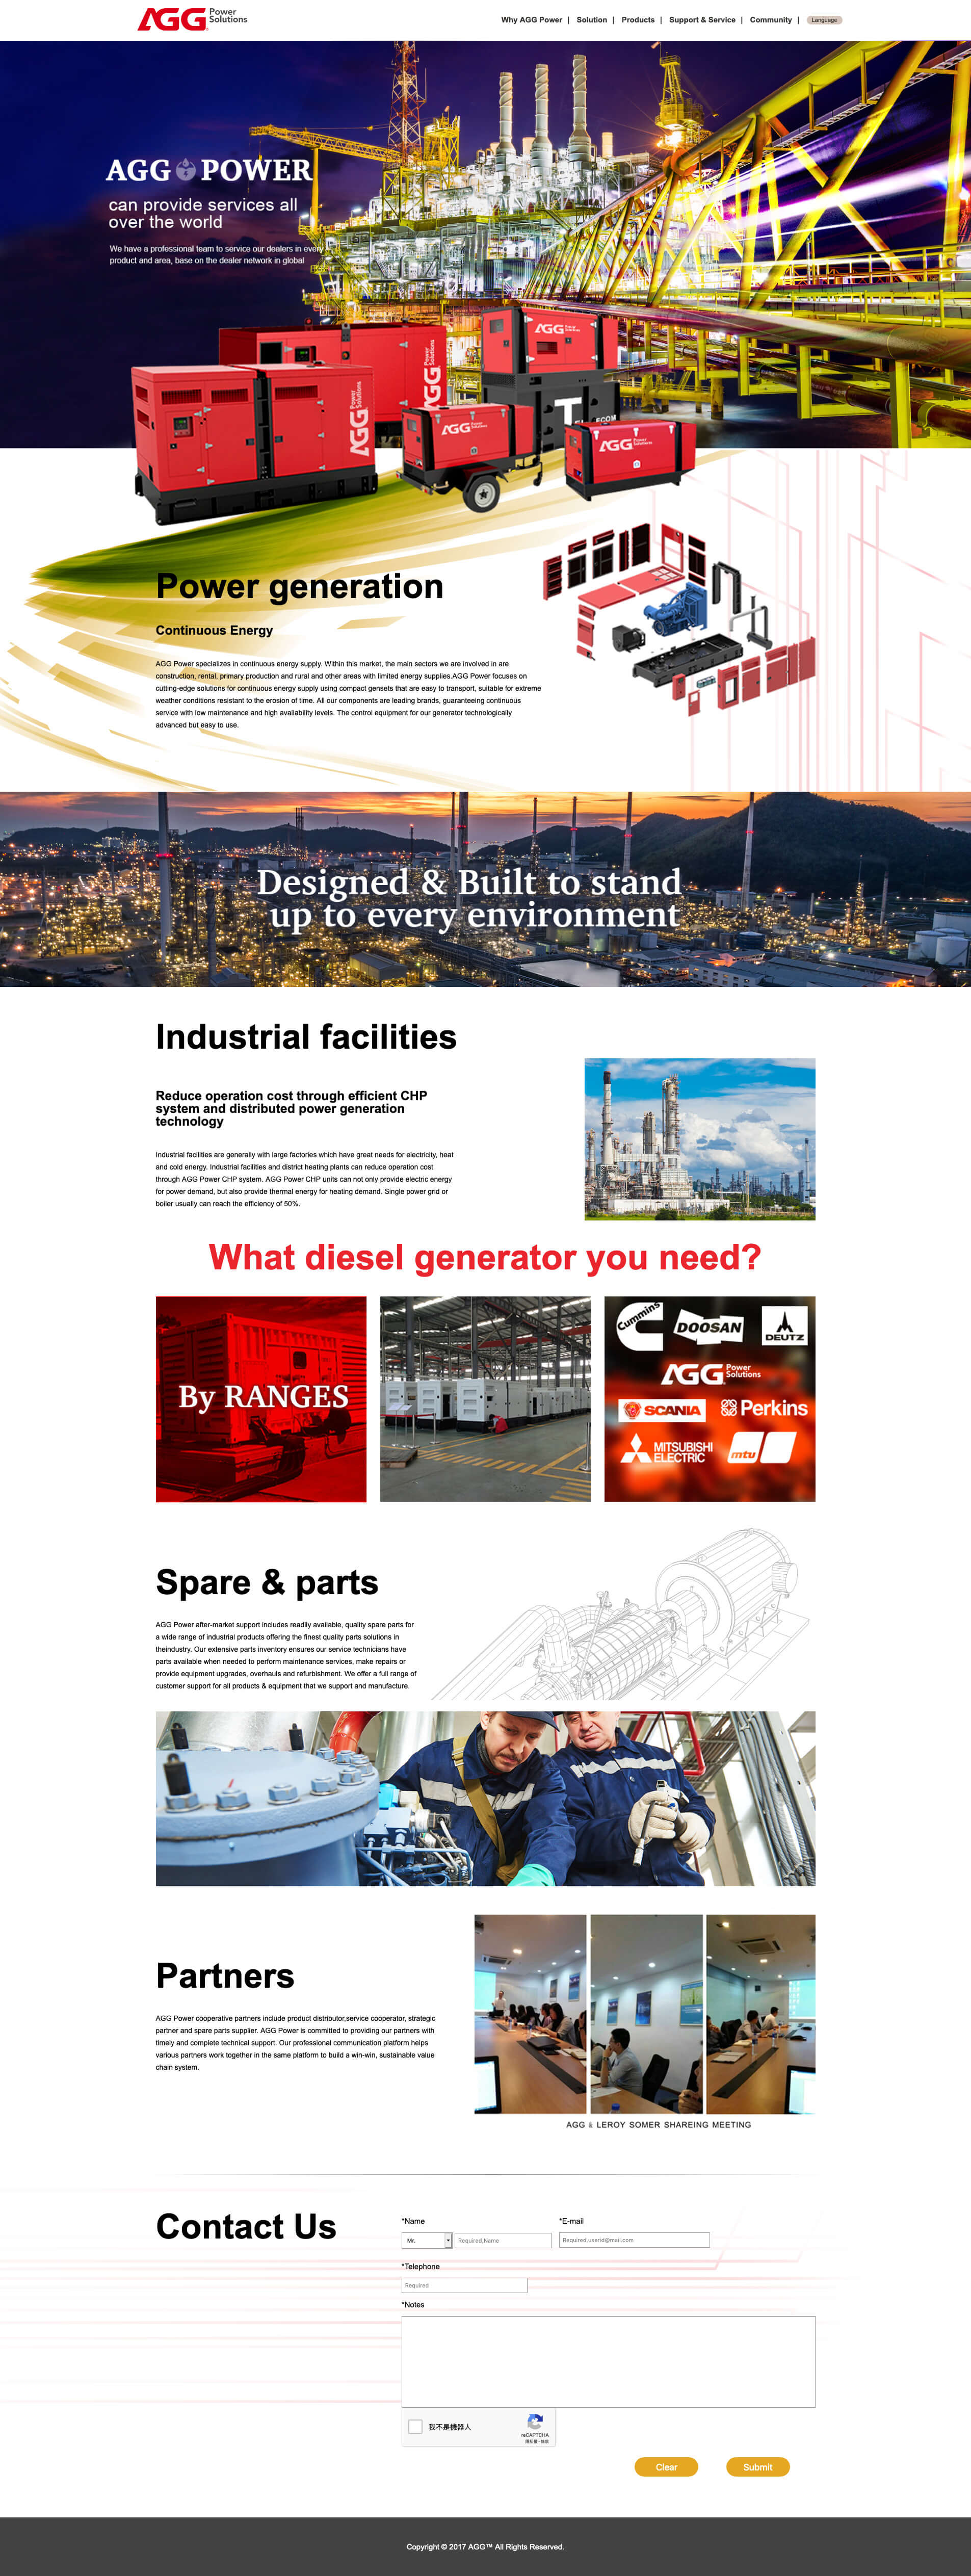 AGG Power Solutions
Why AGG Power | Solution | Products | Support & Service | Community | Language
AGG POWER
can provide services all
over the world
We have a professional team to service our dealers in every
product and area, base on the dealer network in global
AGG Power Solutions
AGG Power Solutions
AGG Power Solutions
AGG Power Solutions
AGG Power Solutions
Power generation
Continuous Energy
AGG Power specializes in continuous energy supply. Within this market, the main sectors we are involved in are
construction, rental, primary production and rural and other areas with limited energy supplies.AGG Power focuses on
cutting-edge solutions for continuous energy supply using compact gensets that are easy to transport, suitable for extreme
weather conditions resistant to the erosion of time. All our components are leading brands, guaranteeing continuous
service with low maintenance and high availability levels. The control equipment for our generator technologically
advanced but easy to use.
Designed & Built to stand
up to every environment
Industrial facilities
Reduce operation cost through efficient CHP
system and distributed power generation
technology
Industrial facilities are generally with large factories which have great needs for electricity, heat
and cold energy. Industrial facilities and district heating plants can reduce operation cost
through AGG Power CHP system. AGG Power CHP units can not only provide electric energy
for power demand, but also provide thermal energy for heating demand. Single power grid or
boiler usually can reach the efficiency of 50%.
What diesel generator you need?
By RANGES
Cummins
DOOSAN
DEUTZ
AGG Power Solutions
SCANIA
Perkins
MITSUBISHI ELECTRIC
mtu
Spare & parts
AGG Power after-market support includes readily available, quality spare parts for
a wide range of industrial products offering the finest quality parts solutions in
theindustry. Our extensive parts inventory ensures our service technicians have
parts available when needed to perform maintenance services, make repairs or
provide equipment upgrades, overhauls and refurbishment. We offer a full range of
customer support for all products & equipment that we support and manufacture.
Partners
AGG Power cooperative partners include product distributor,service cooperator, strategic
partner and spare parts supplier. AGG Power is committed to providing our partners with
timely and complete technical support. Our professional communication platform helps
various partners work together in the same platform to build a win-win, sustainable value
chain system.
AGG & LEROY SOMER SHAREING MEETING
Contact Us
*Name
*E-mail
Mr.
Required,Name
Required,userid@mail.com
*Telephone
Required
*Notes
我不是機器人
reCAPTCHA
隱私權 - 條款
Clear
Submit
Copyright © 2017 AGG™ All Rights Reserved.